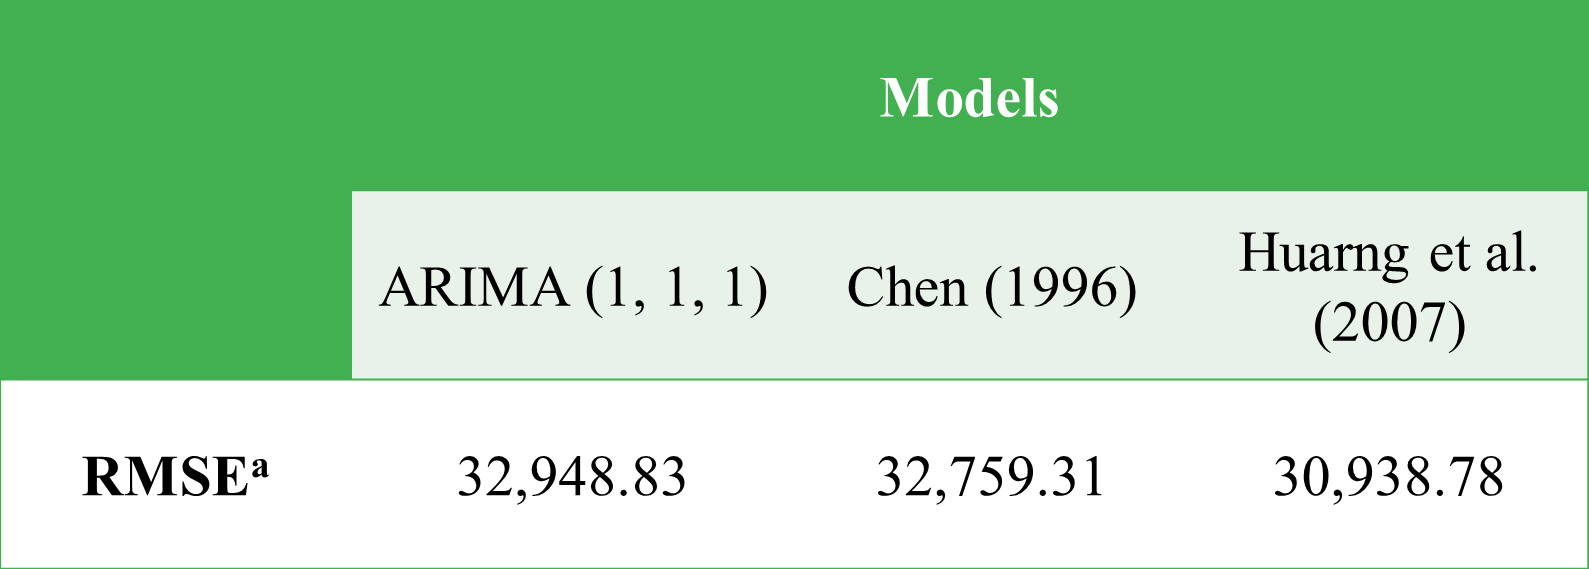 Models
ARIMA (1, 1, 1) Chen (1996) Huarng et al.
(2007)
RMSEᵃ 32,948.83 32,759.31 30,938.78